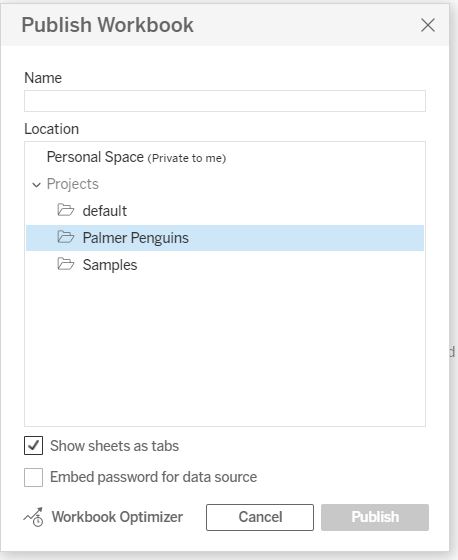 Publish Workbook
Name
Location
Personal Space (Private to me)
Projects
default
Palmer Penguins
Samples
d
Show sheets as tabs
Embed password for data source
Workbook Optimizer Cancel Publish